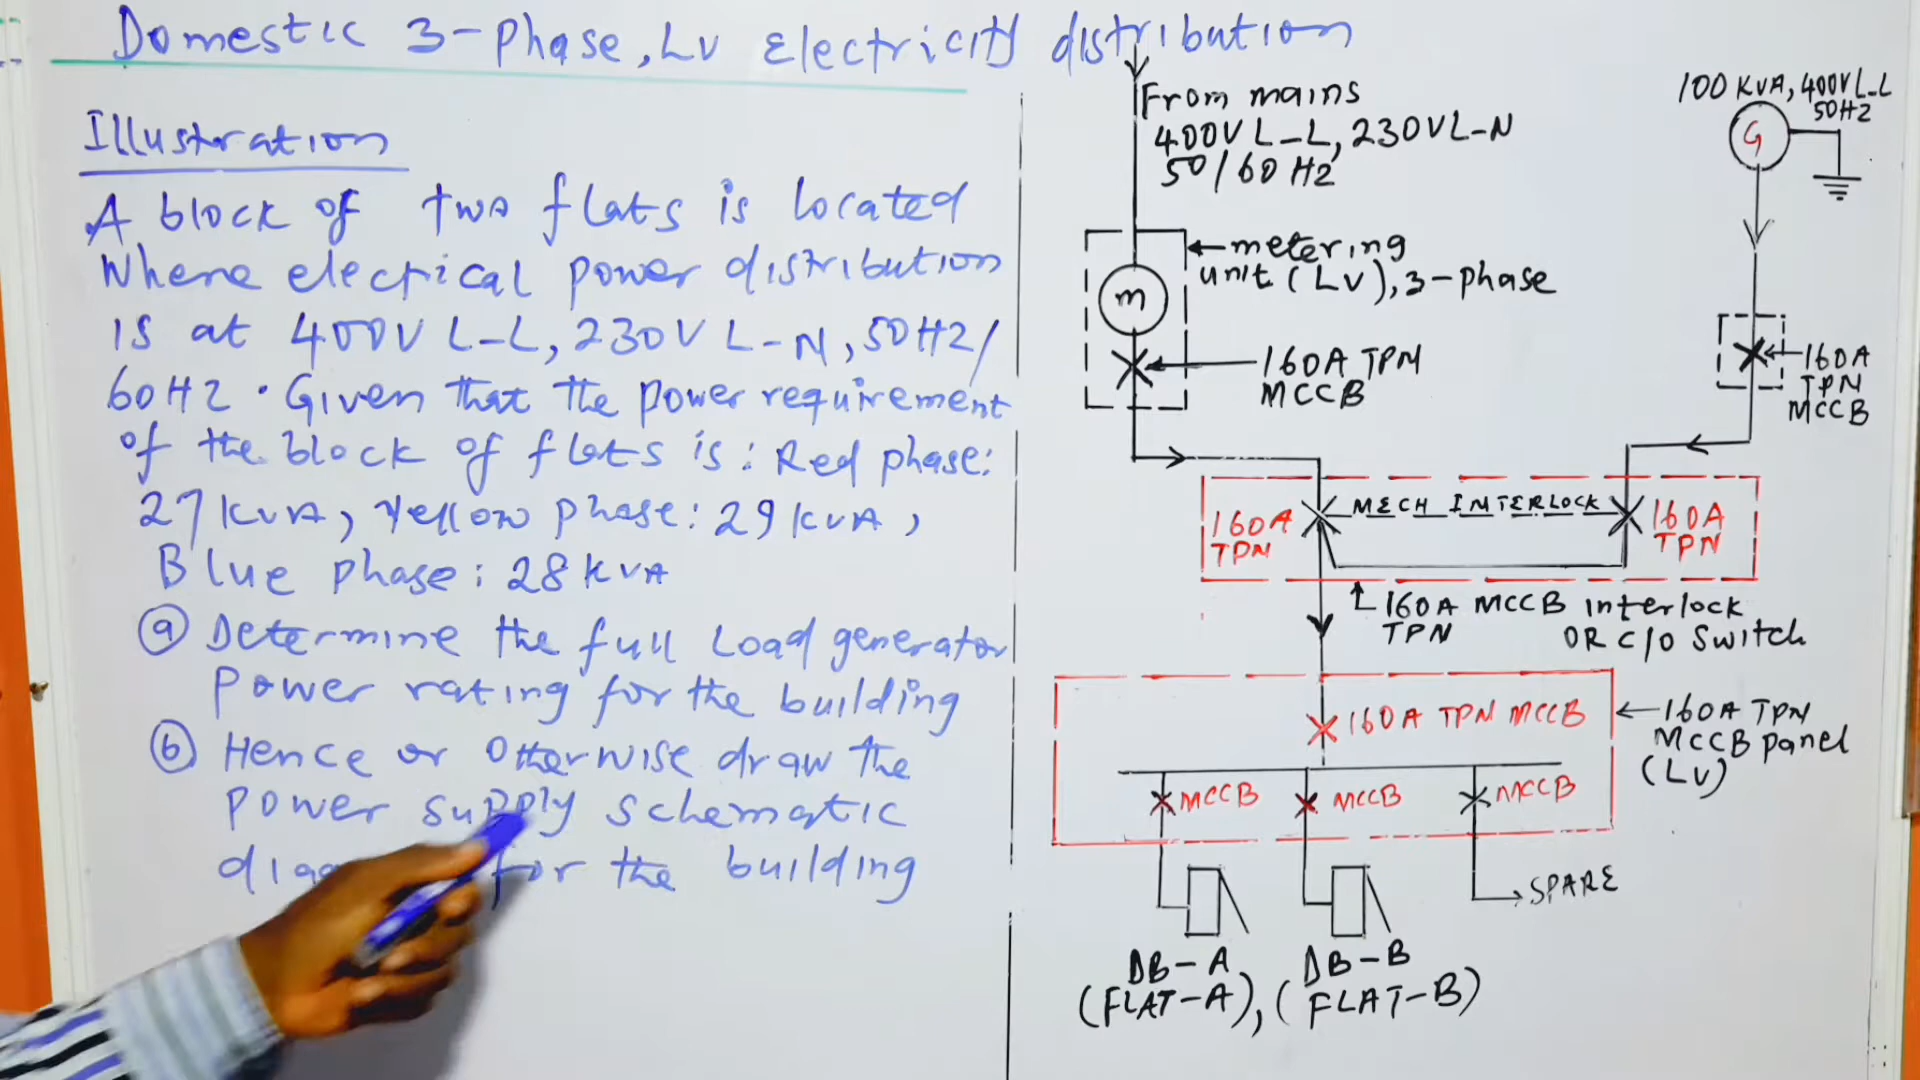 Domestic 3-phase, LV Electricity distribution
Illustration
A block of two flats is located
Where electrical power distribution
is at 400V L-L, 230V L-N, 50Hz/
60Hz. Given that the power requirement
of the block of flats is: Red phase:
27 KVA, Yellow phase: 29 KVA,
Blue phase: 28 KVA
(a) Determine the full load generator
power rating for the building
(b) Hence or otherwise draw the
power supply schematic
for the building
From mains
400V L-L, 230V L-N
50/60 Hz
metering
unit (LV), 3-phase
M
160A TPN
MCCB
100 KVA, 400V L-L
50Hz
G
160A
TPN
MCCB
MECH INTERLOCK
160A
TPN
160A
TPN
160A MCCB interlock
TPN OR C/O Switch
160A TPN MCCB
160A TPN
MCCB panel
(LV)
MCCB MCCB MCCB
SPARE
DB-A DB-B
(FLAT-A), (FLAT-B)